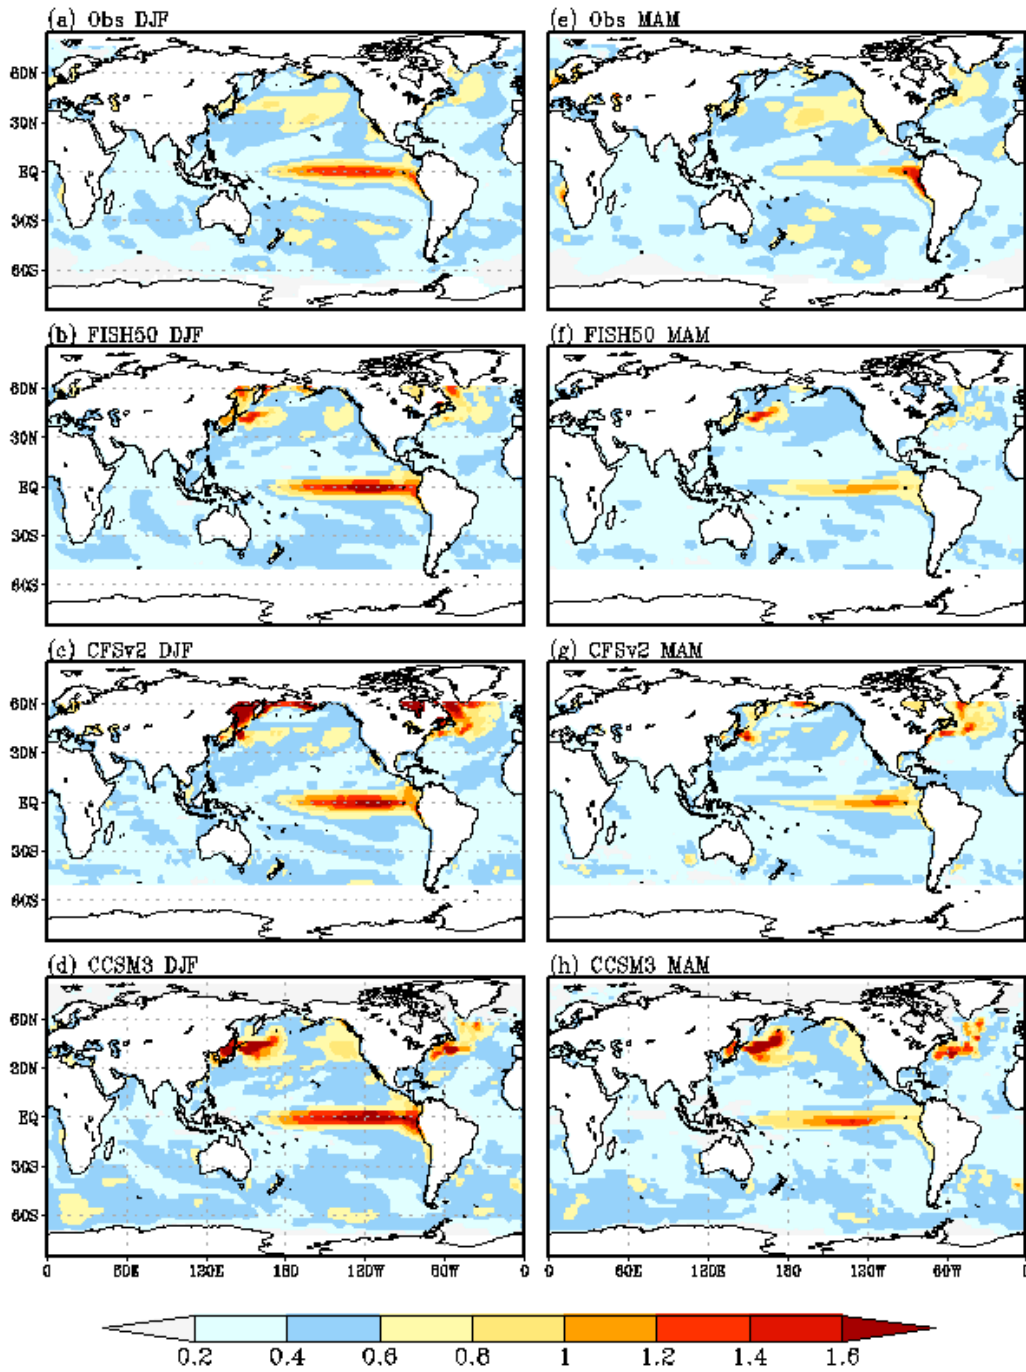 (a) Obs DJF
(e) Obs MAM
60N
30N
EQ
30S
60S
(b) FISH50 DJF
(f) FISH50 MAM
60N
30N
EQ
30S
60S
(c) CFSv2 DJF
(g) CFSv2 MAM
60N
30N
EQ
30S
60S
(d) CCSM3 DJF
(h) CCSM3 MAM
60N
30N
EQ
30S
60S
0 60E 120E 180 120W 60W 0 60E 120E 180 120W 60W 0
0.2 0.4 0.6 0.8 1 1.2 1.4 1.6